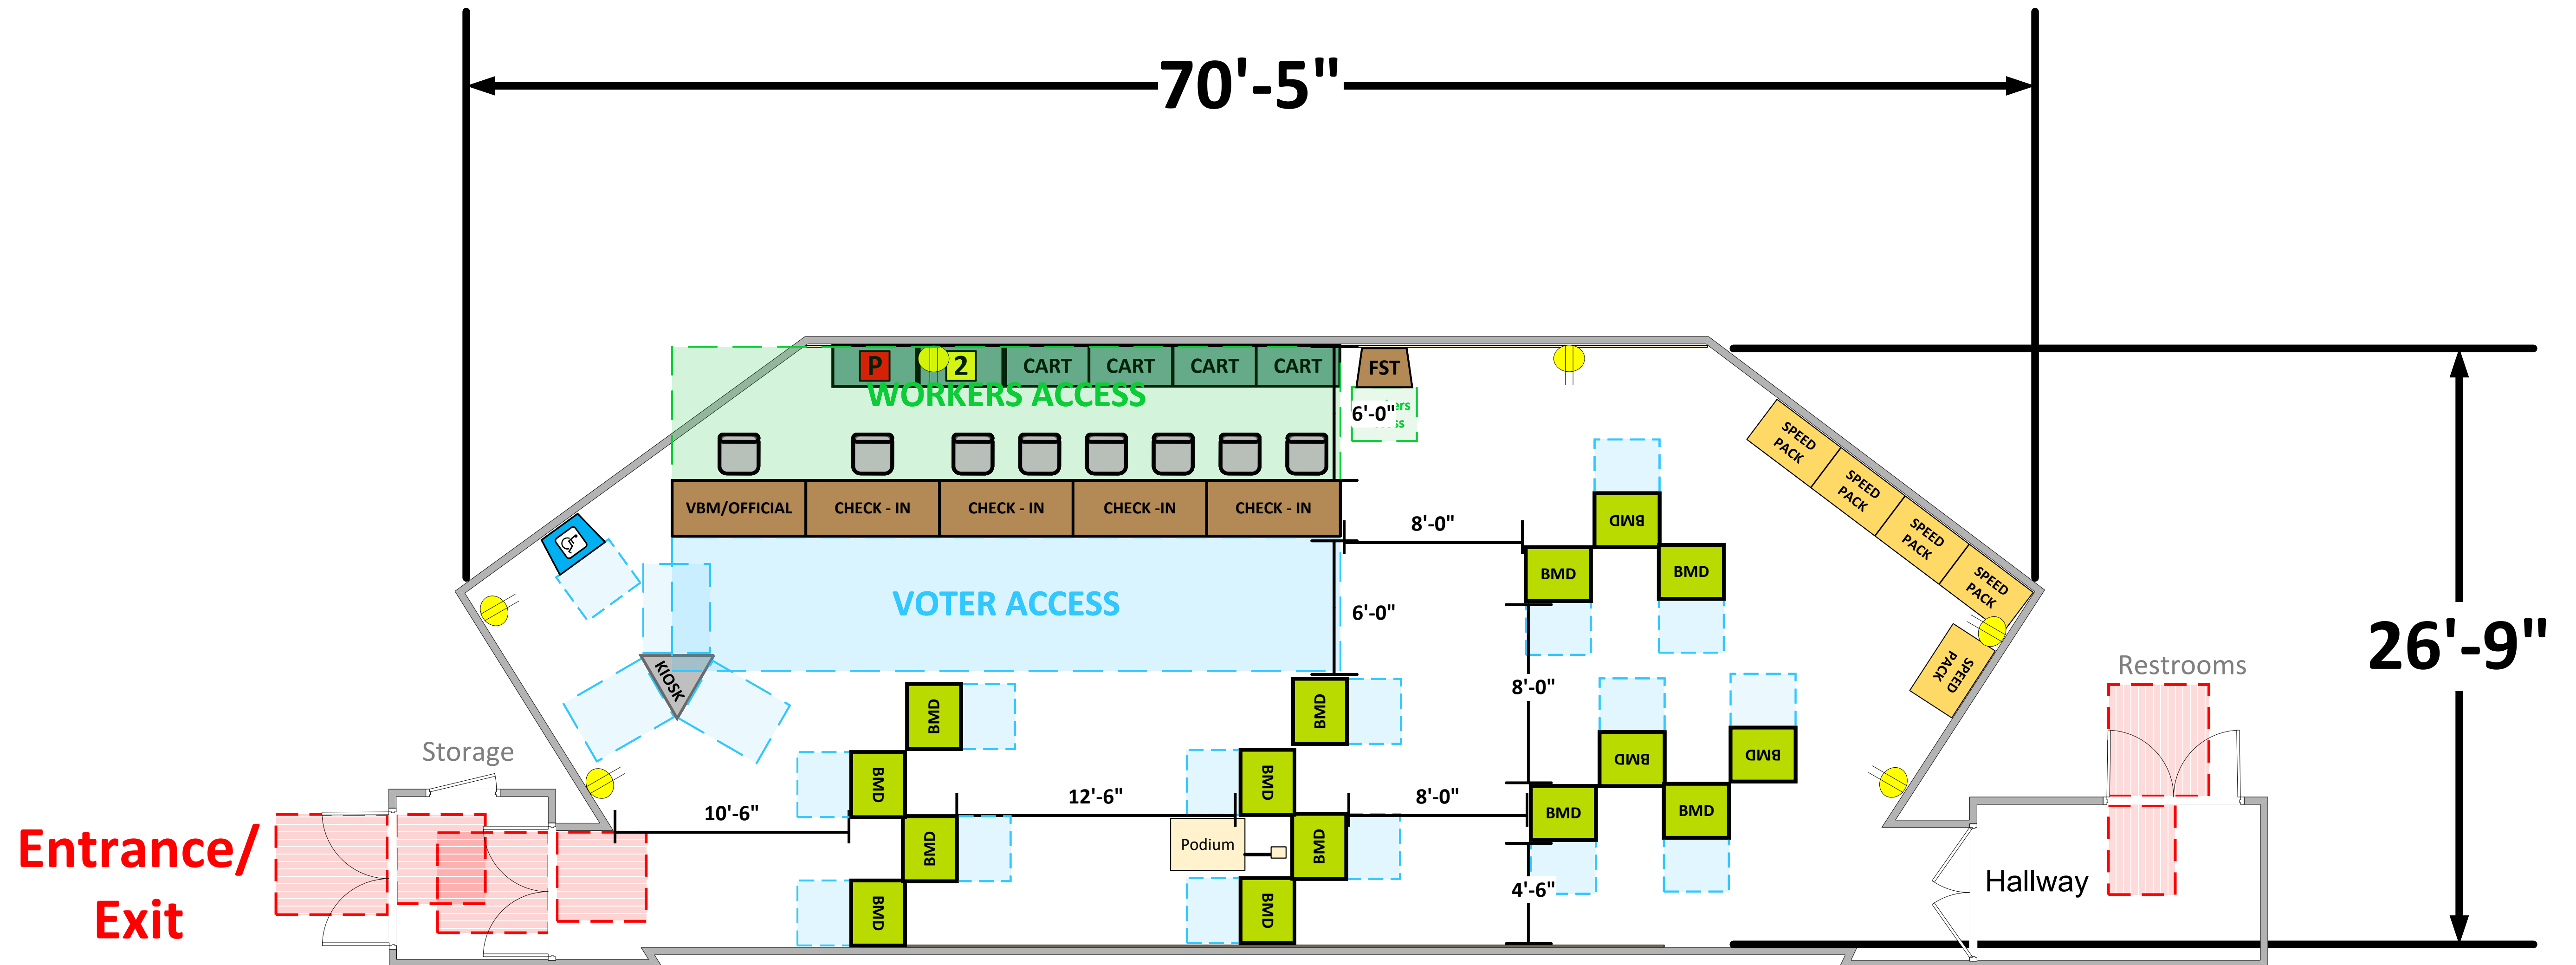 70'-5"
P
2
CART
CART
CART
CART
FST
WORKERS ACCESS
6'-0"
VBM/OFFICIAL
CHECK - IN
CHECK - IN
CHECK -IN
CHECK - IN
8'-0"
VOTER ACCESS
6'-0"
KIOSK
BMD
BMD
BMD
SPEED
PACK
SPEED
PACK
SPEED
PACK
SPEED
PACK
SPEED
PACK
26'-9"
Restrooms
8'-0"
Storage
BMD
BMD
BMD
BMD
BMD
BMD
BMD
BMD
10'-6"
12'-6"
8'-0"
BMD
BMD
Podium
BMD
BMD
4'-6"
Entrance/
Exit
Hallway